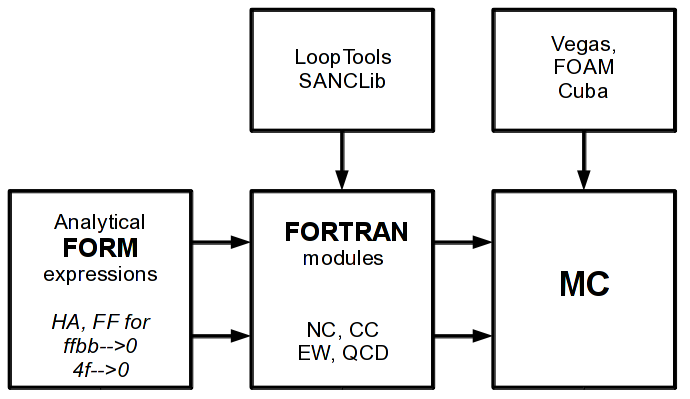 LoopTools
SANCLib
Vegas,
FOAM
Cuba
Analytical
FORM
expressions
HA, FF for
ffbb-->0
4f-->0
FORTRAN
modules
NC, CC
EW, QCD
MC